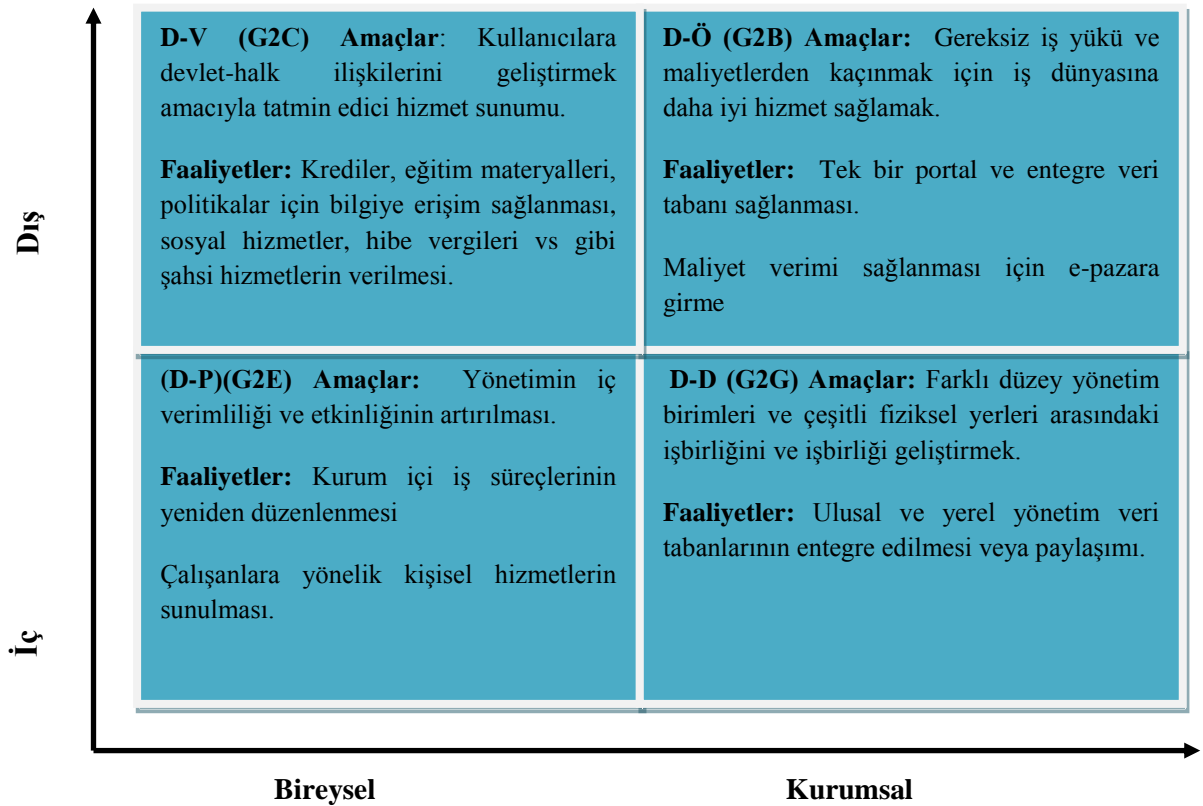 Dış
D-V (G2C) Amaçlar: Kullanıcılara
devlet-halk ilişkilerini geliştirmek
amacıyla tatmin edici hizmet sunumu.
Faaliyetler: Krediler, eğitim materyalleri,
politikalar için bilgiye erişim sağlanması,
sosyal hizmetler, hibe vergileri vs gibi
şahsi hizmetlerin verilmesi.
D-Ö (G2B) Amaçlar: Gereksiz iş yükü ve
maliyetlerden kaçınmak için iş dünyasına
daha iyi hizmet sağlamak.
Faaliyetler: Tek bir portal ve entegre veri
tabanı sağlanması.
Maliyet verimi sağlanması için e-pazara
girme
İç
(D-P)(G2E) Amaçlar: Yönetimin iç
verimliliği ve etkinliğinin artırılması.
Faaliyetler: Kurum içi iş süreçlerinin
yeniden düzenlenmesi
Çalışanlara yönelik kişisel hizmetlerin
sunulması.
D-D (G2G) Amaçlar: Farklı düzey yönetim
birimleri ve çeşitli fiziksel yerleri arasındaki
işbirliğini ve işbirliği geliştirmek.
Faaliyetler: Ulusal ve yerel yönetim veri
tabanlarının entegre edilmesi veya paylaşımı.
Bireysel
Kurumsal